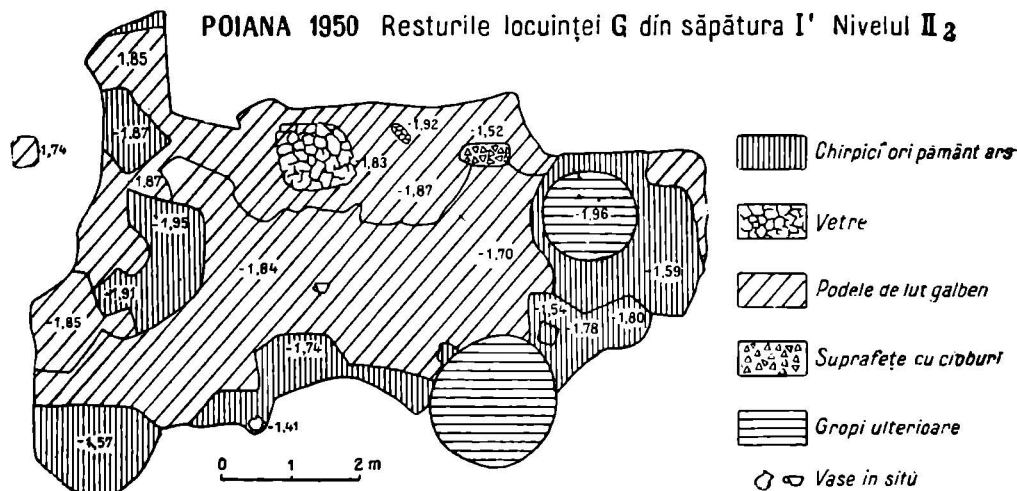 POIANA 1950 Resturile locuinței G din săpătura I' Nivelul II2
-1,85
-1,87
1,74
-1,92
-1,52
-1,83
-1,87
1,87
-1,95
-1,96
-1,84
-1,70
-1,59
-1,91
-1,85
-1,54
-1,78
-1,80
-1,74
-1,41
-1,57
0 1 2 m
Chirpici ori pământ ars
Vetre
Podele de lut galben
Suprafețe cu cioburi
Gropi ulterioare
Vase in situ